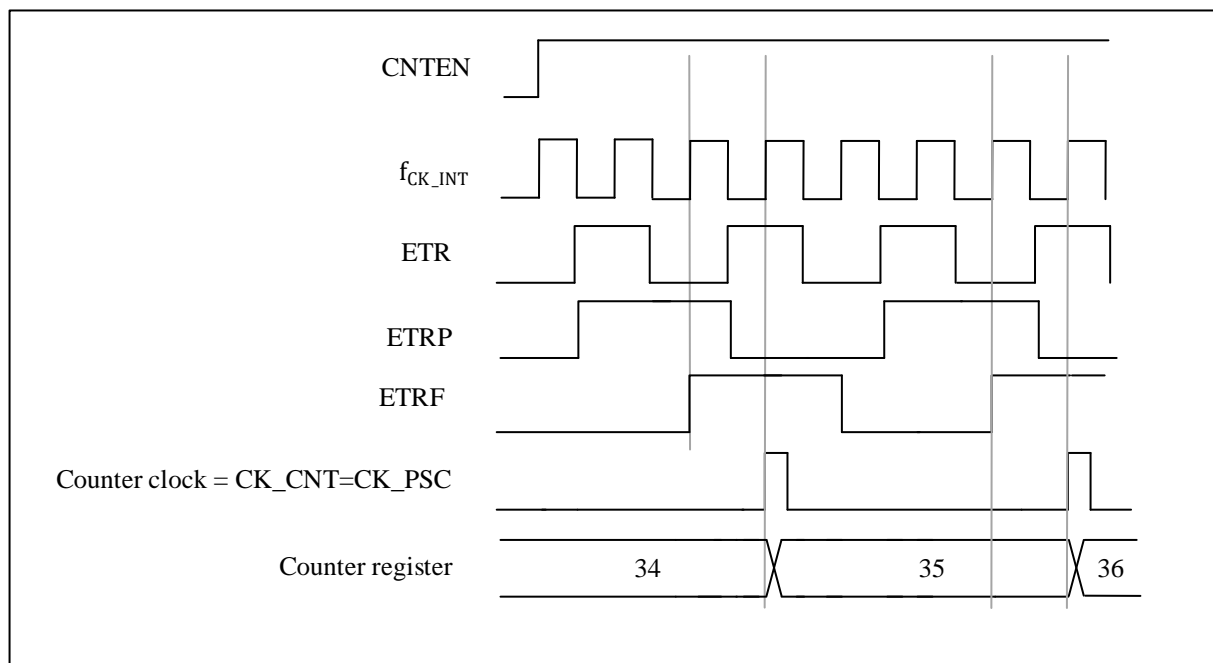 CNTEN
fCK_INT
ETR
ETRP
ETRF
Counter clock = CK_CNT=CK_PSC
Counter register
34
35
36